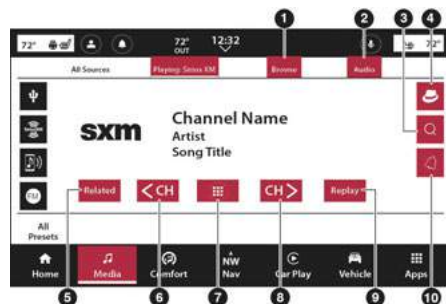 1 2 3 4
72° 72° OUT 12:32 72°
All Sources Playing: Sirius XM Browse Audio
sxm
Channel Name
Artist
Song Title
FM
Related <CH CH> Replay
All Presets
NW
Home Media Comfort Nav Car Play Vehicle Apps
5 6 7 8 9 10